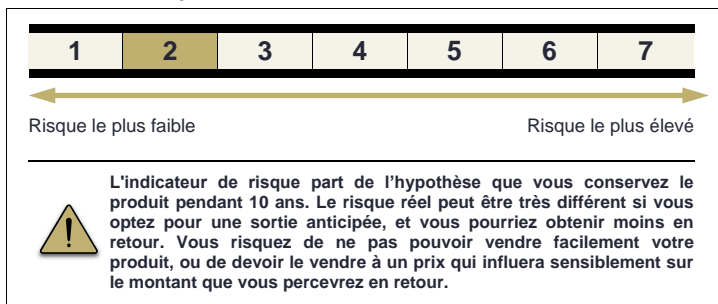 1 2 3 4 5 6 7
Risque le plus faible Risque le plus élevé
L'indicateur de risque part de l’hypothèse que vous conservez le
produit pendant 10 ans. Le risque réel peut être très différent si vous
optez pour une sortie anticipée, et vous pourriez obtenir moins en
retour. Vous risquez de ne pas pouvoir vendre facilement votre
produit, ou de devoir le vendre à un prix qui influera sensiblement sur
le montant que vous percevrez en retour.